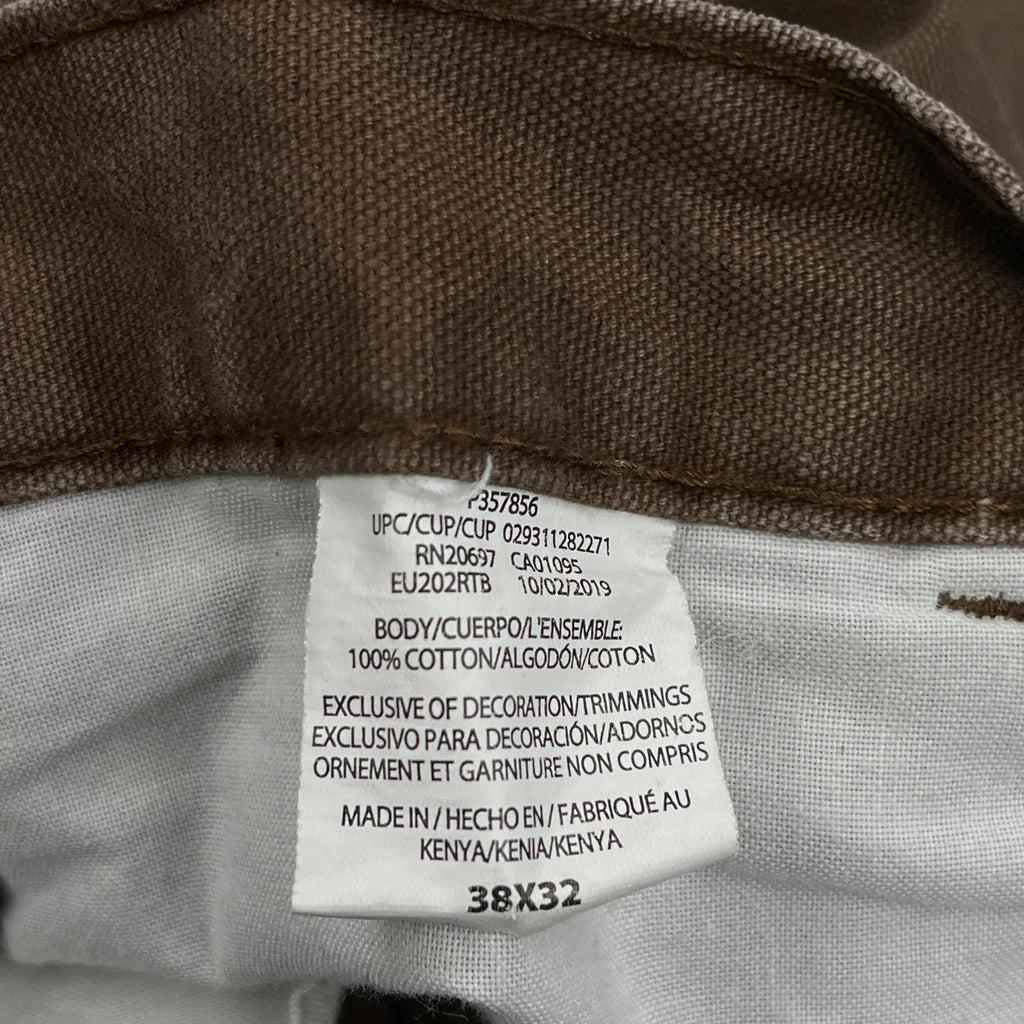 P357856
UPC/CUP/CUP 029311282271
RN20697 CA01095
EU202RTB 10/02/2019
BODY/CUERPO/L'ENSEMBLE:
100% COTTON/ALGODÓN/COTON
EXCLUSIVE OF DECORATION/TRIMMINGS
EXCLUSIVO PARA DECORACIÓN/ADORNOS
ORNEMENT ET GARNITURE NON COMPRIS
MADE IN / HECHO EN / FABRIQUÉ AU
KENYA/KENIA/KENYA
38X32